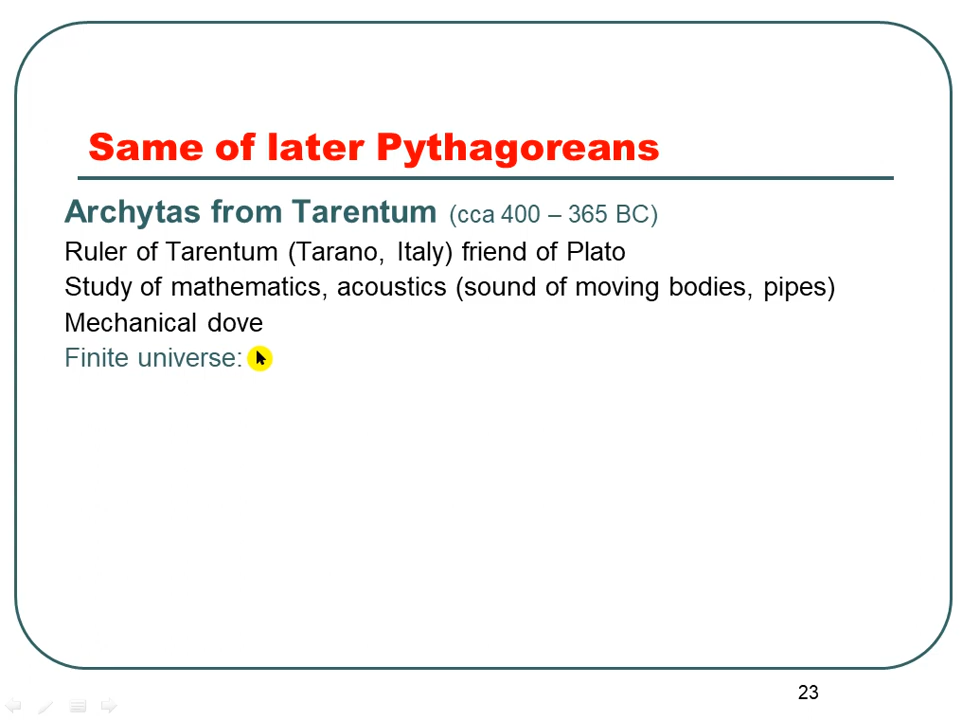 Same of later Pythagoreans
Archytas from Tarentum (cca 400 – 365 BC)
Ruler of Tarentum (Tarano, Italy) friend of Plato
Study of mathematics, acoustics (sound of moving bodies, pipes)
Mechanical dove
Finite universe:
23